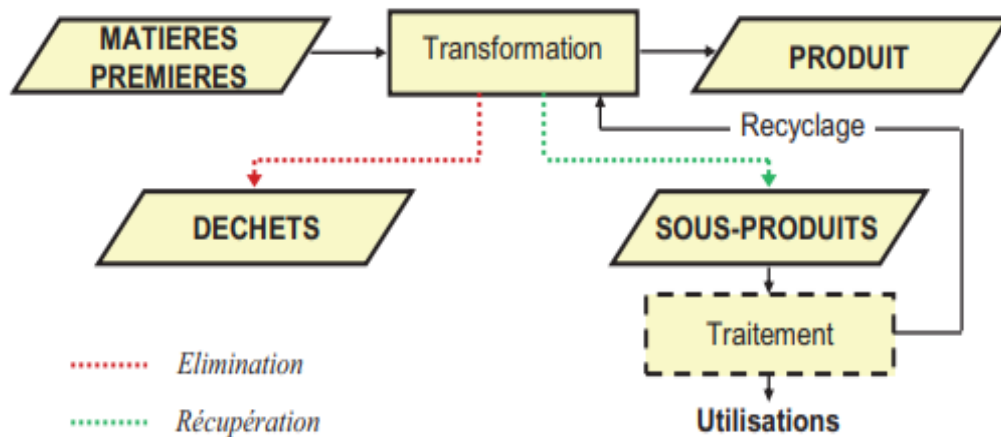 MATIERES
PREMIERES
Transformation
PRODUIT
Recyclage
DECHETS
SOUS-PRODUITS
Traitement
Elimination
Récupération
Utilisations